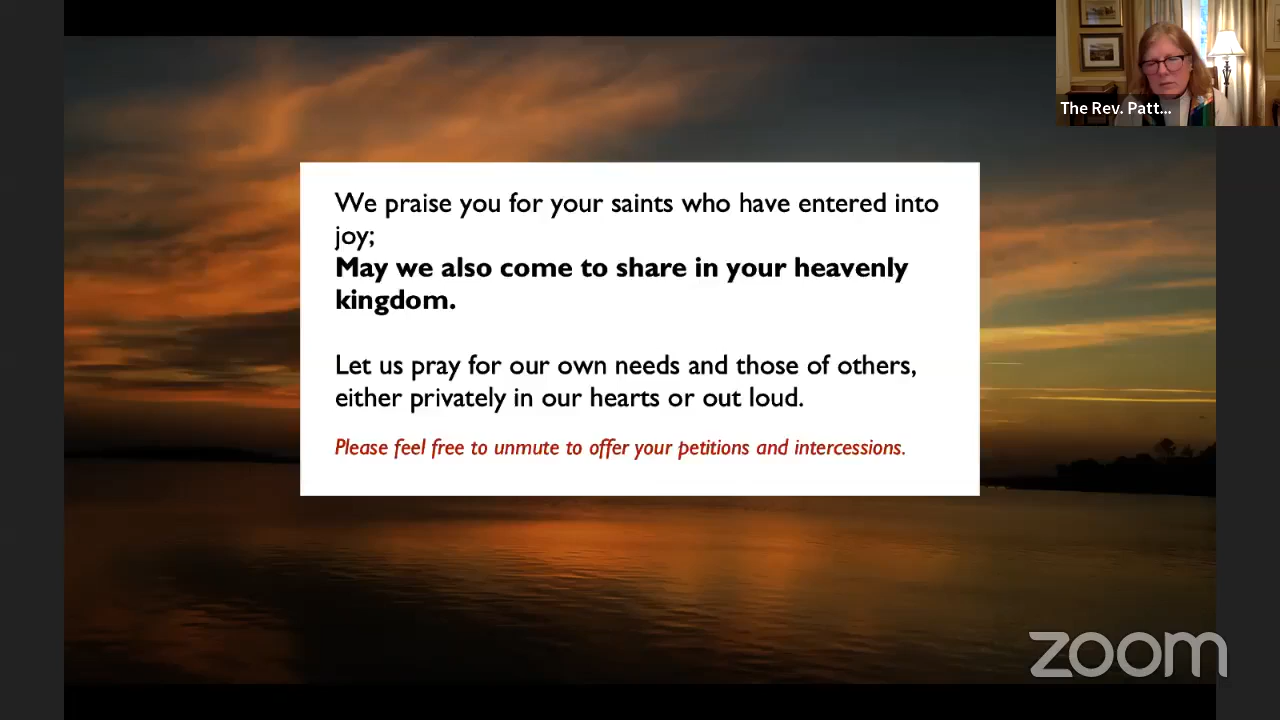 The Rev. Patt...
We praise you for your saints who have entered into
joy;
May we also come to share in your heavenly
kingdom.
Let us pray for our own needs and those of others,
either privately in our hearts or out loud.
Please feel free to unmute to offer your petitions and intercessions.
zoom